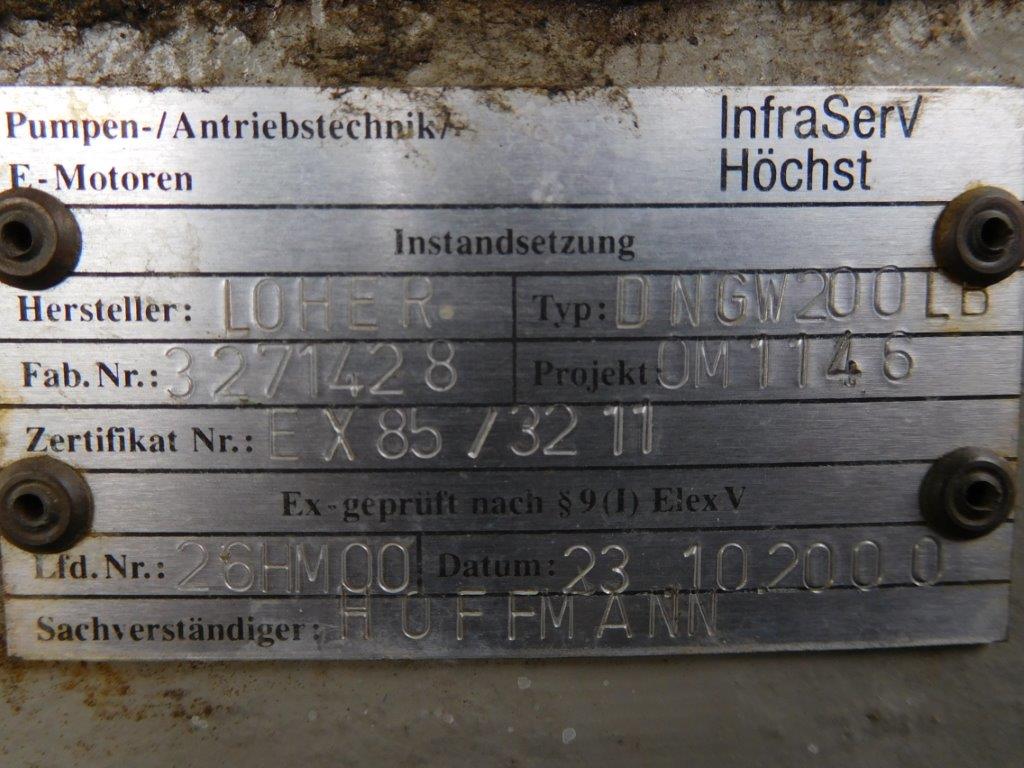 Pumpen-/Antriebstechnik/-
E-Motoren
InfraServ
Höchst
Instandsetzung
Hersteller: LOHER. Typ: DNGW200LB
Fab. Nr.: 3271428 Projekt: OM1146
Zertifikat Nr.: EX85/3211
Ex-geprüft nach § 9 (I) Elex V
Lfd. Nr.: 26HM00 Datum: 23 10.2000
Sachverständiger: HOFFMANN